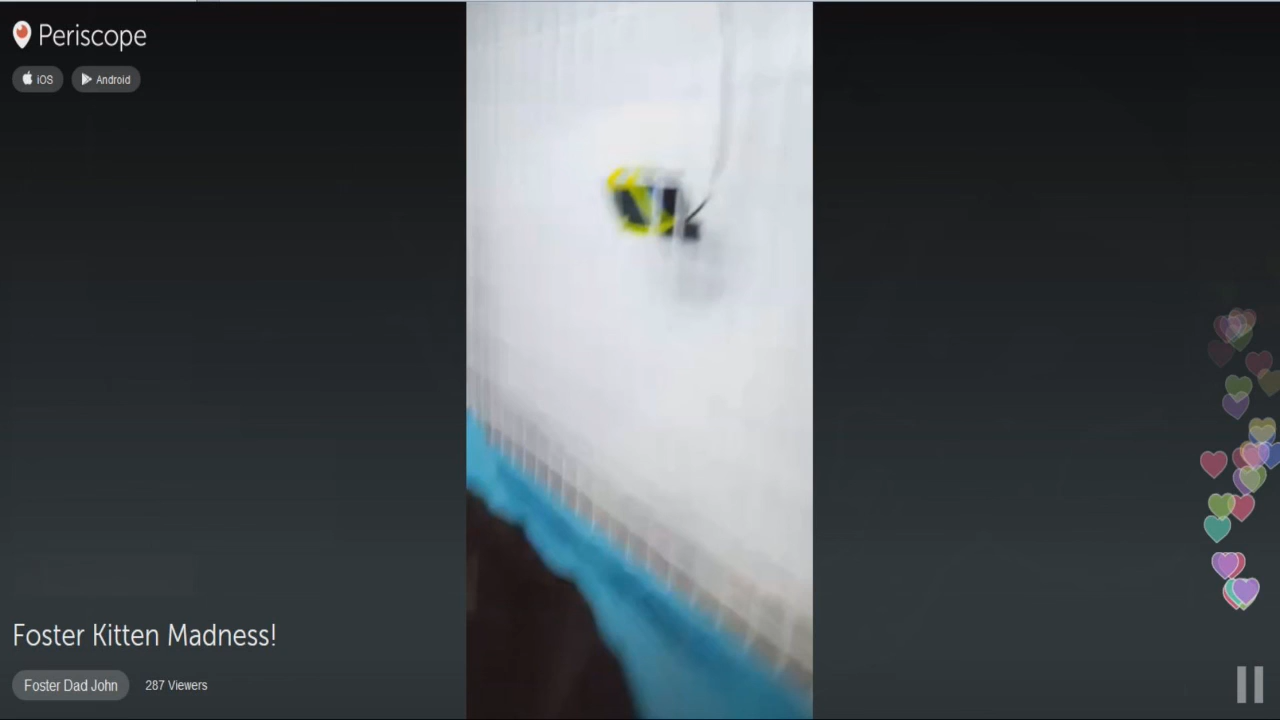 Periscope
iOS
Android
Foster Kitten Madness!
Foster Dad John
287 Viewers